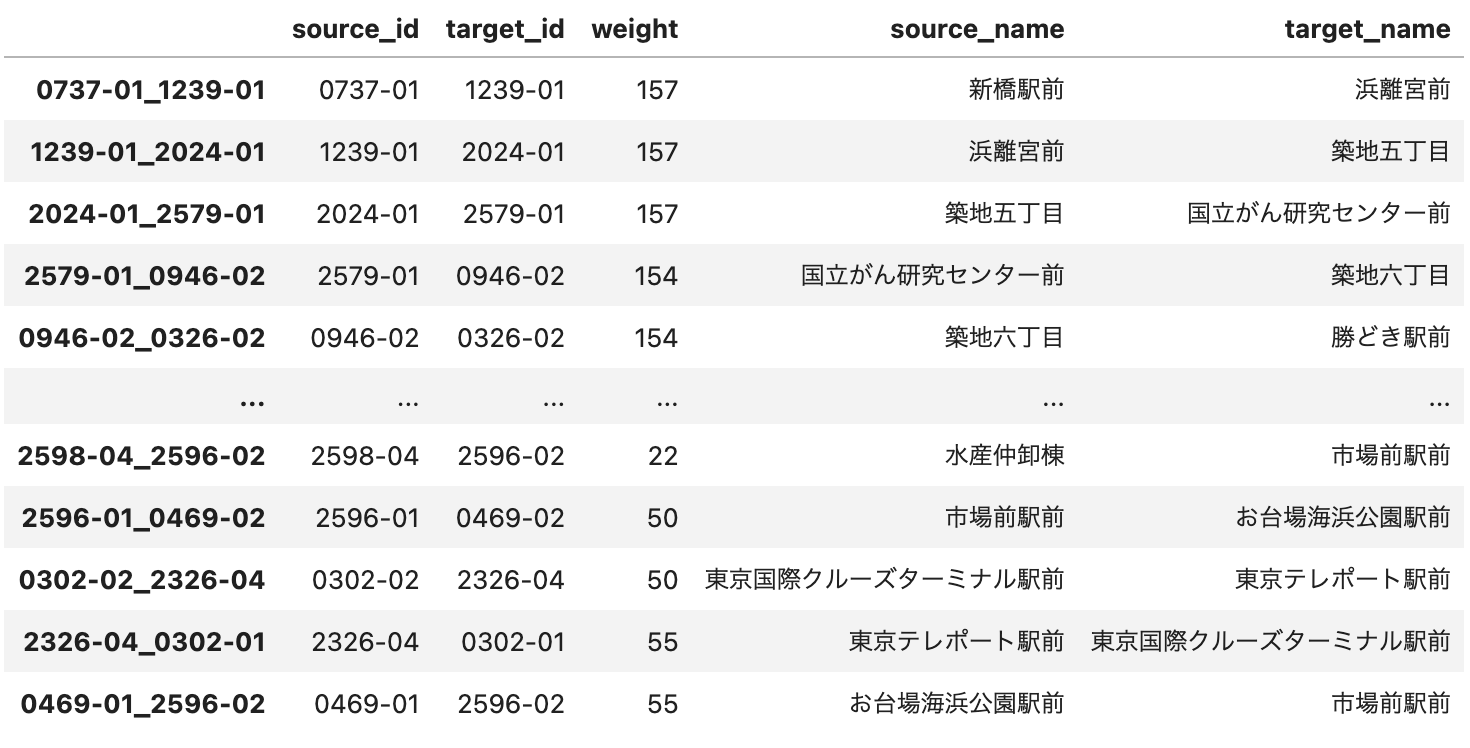 source_id target_id weight source_name target_name
0737-01_1239-01 0737-01 1239-01 157 新橋駅前 浜離宮前
1239-01_2024-01 1239-01 2024-01 157 浜離宮前 築地五丁目
2024-01_2579-01 2024-01 2579-01 157 築地五丁目 国立がん研究センター前
2579-01_0946-02 2579-01 0946-02 154 国立がん研究センター前 築地六丁目
0946-02_0326-02 0946-02 0326-02 154 築地六丁目 勝どき駅前
... ... ... ... ... ...
2598-04_2596-02 2598-04 2596-02 22 水産仲卸棟 市場前駅前
2596-01_0469-02 2596-01 0469-02 50 市場前駅前 お台場海浜公園駅前
0302-02_2326-04 0302-02 2326-04 50 東京国際クルーズターミナル駅前 東京テレポート駅前
2326-04_0302-01 2326-04 0302-01 55 東京テレポート駅前 東京国際クルーズターミナル駅前
0469-01_2596-02 0469-01 2596-02 55 お台場海浜公園駅前 市場前駅前